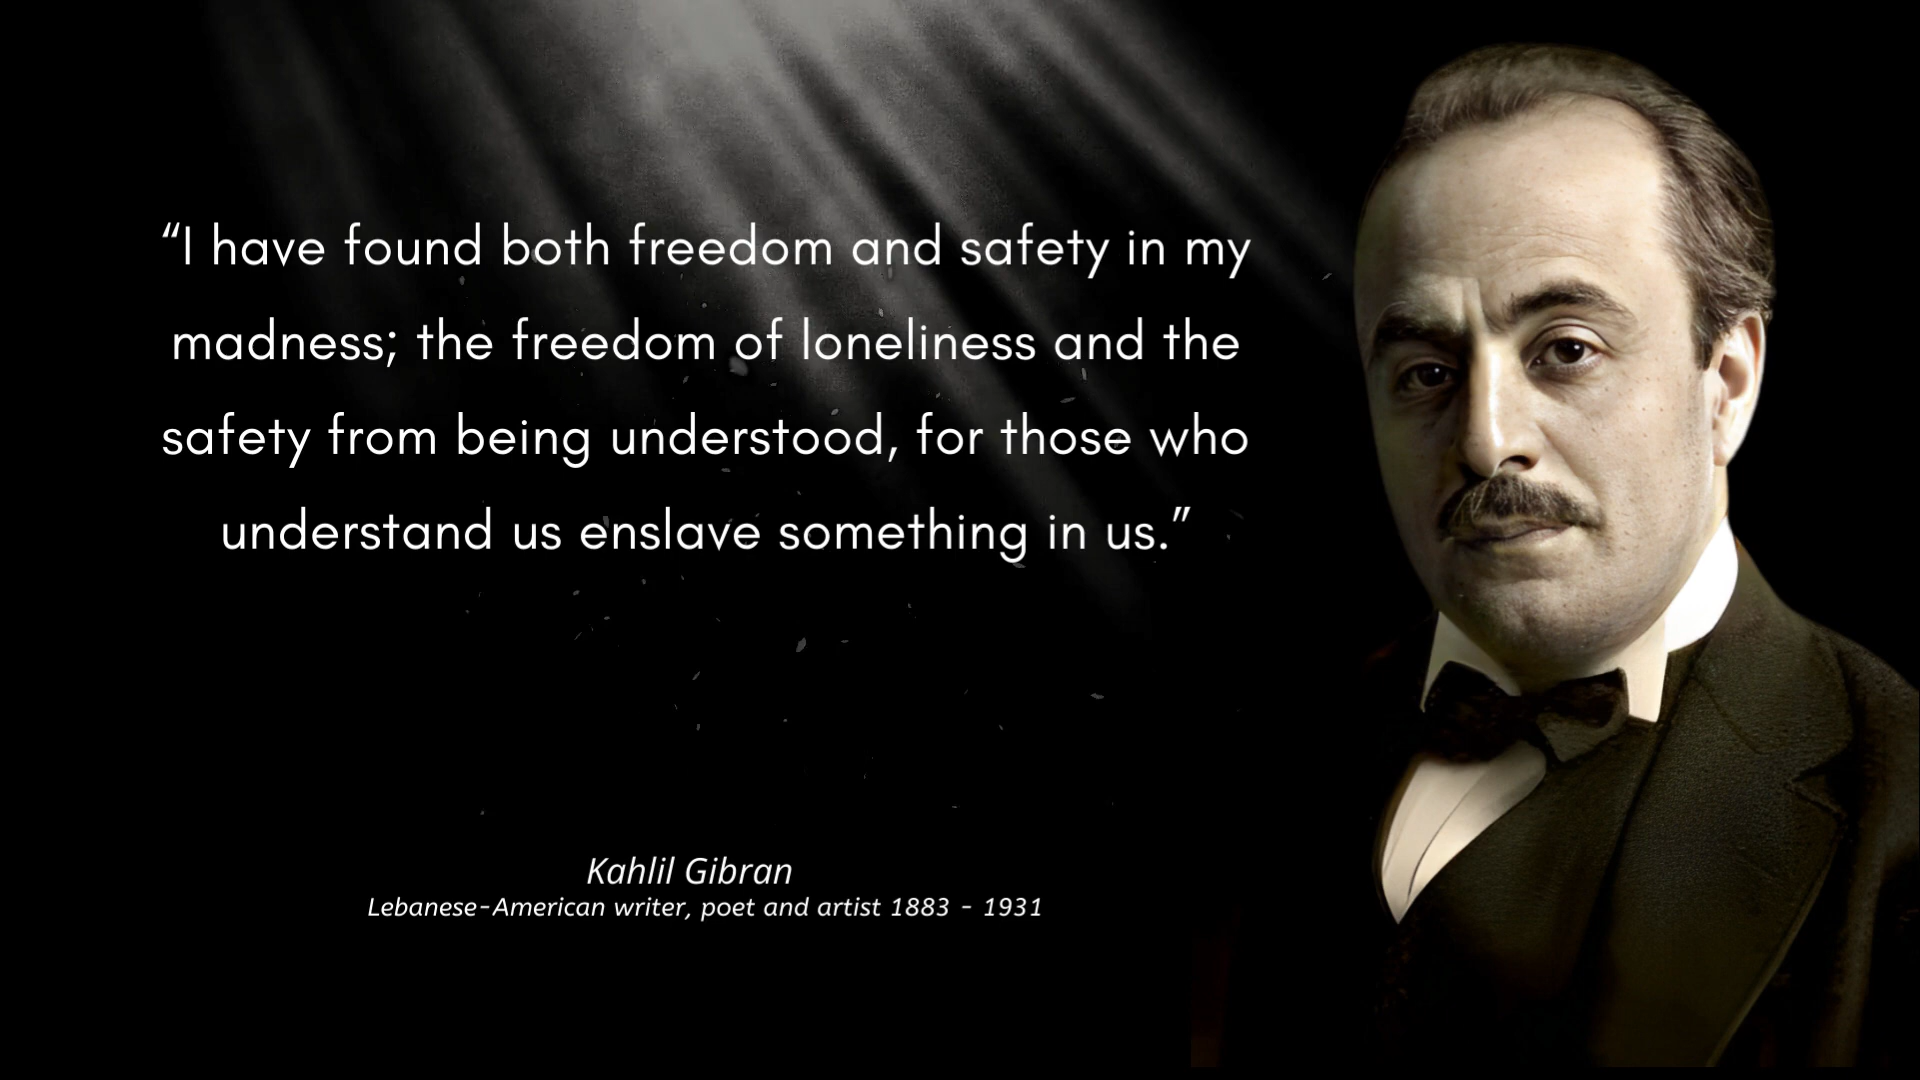 “I have found both freedom and safety in my
madness; the freedom of loneliness and the
safety from being understood, for those who
understand us enslave something in us.”
Kahlil Gibran
Lebanese-American writer, poet and artist 1883 - 1931